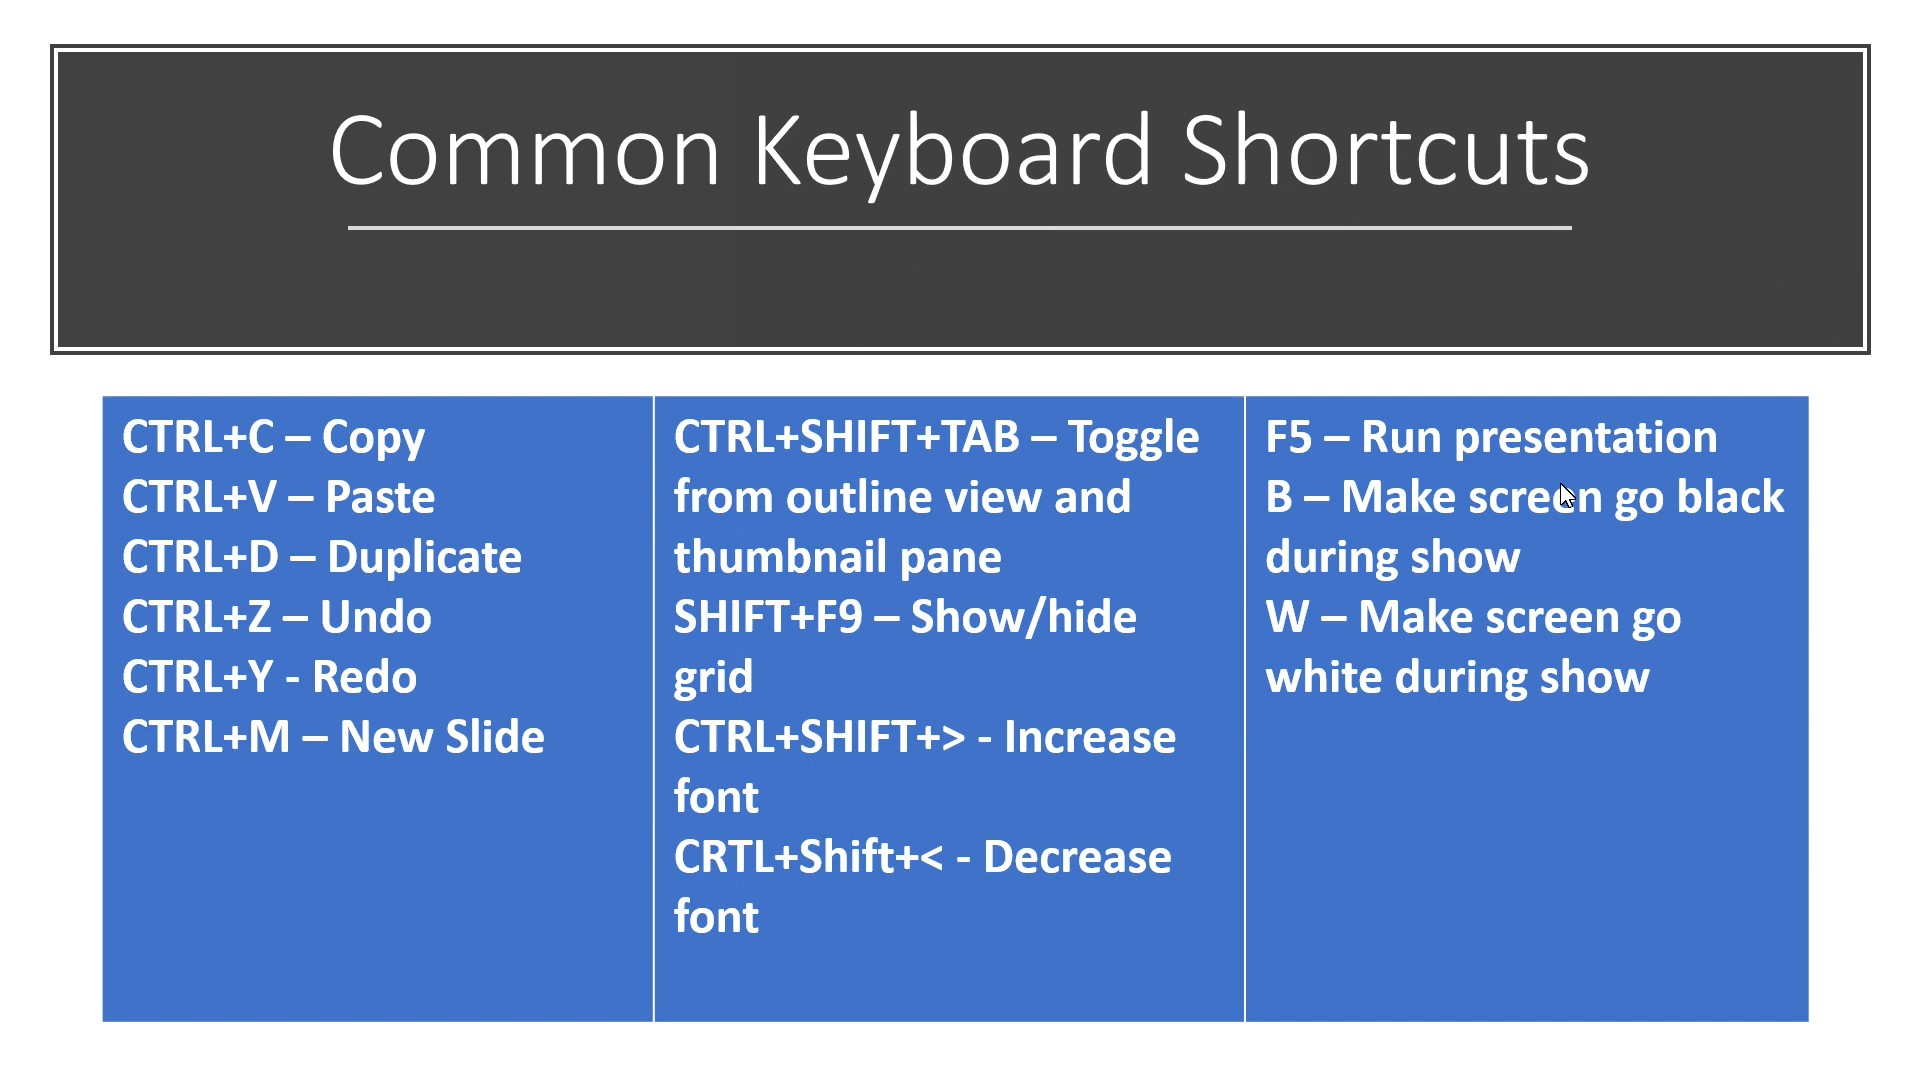 Common Keyboard Shortcuts
CTRL+C – Copy
CTRL+V – Paste
CTRL+D – Duplicate
CTRL+Z – Undo
CTRL+Y - Redo
CTRL+M – New Slide
CTRL+SHIFT+TAB – Toggle
from outline view and
thumbnail pane
SHIFT+F9 – Show/hide
grid
CTRL+SHIFT+> - Increase
font
CRTL+Shift+< - Decrease
font
F5 – Run presentation
B – Make screen go black
during show
W – Make screen go
white during show